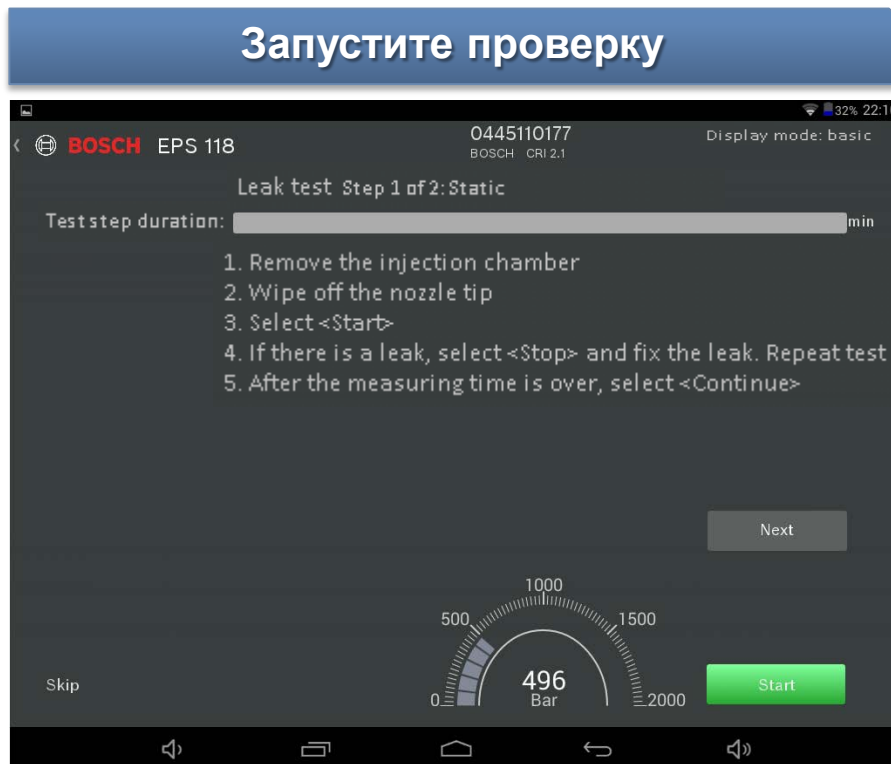 Запустите проверку
32% 22:1
BOSCH EPS 118
0445110177
BOSCH CRI 2.1
Display mode: basic
Leak test Step 1 of 2: Static
Test step duration: min
1. Remove the injection chamber
2. Wipe off the nozzle tip
3. Select <Start>
4. If there is a leak, select <Stop> and fix the leak. Repeat test
5. After the measuring time is over, select <Continue>
Next
1000
500 1500
496
Bar
0 2000
Skip
Start